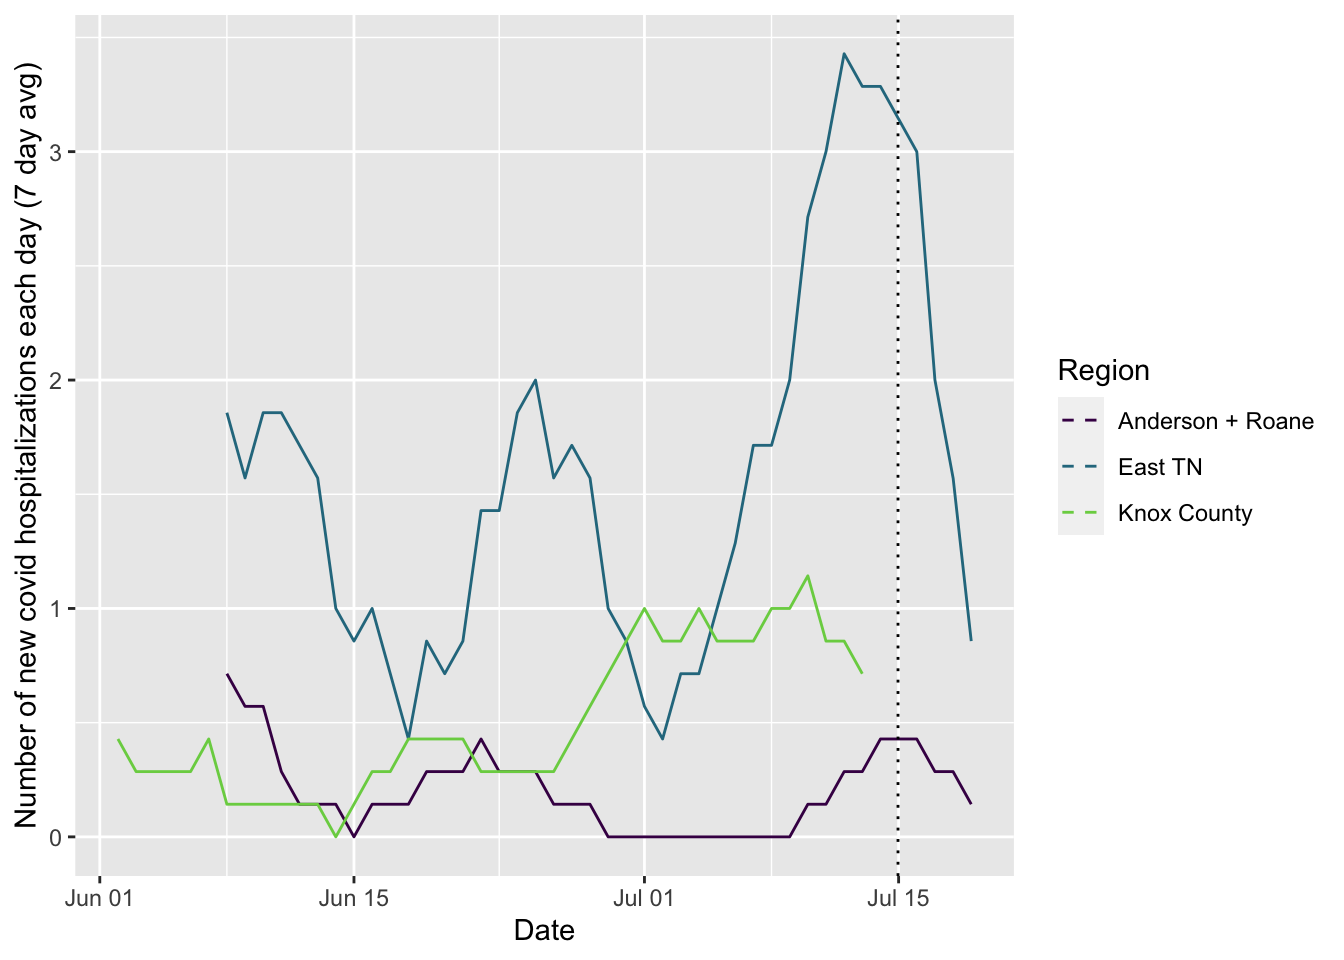 Number of new covid hospitalizations each day (7 day avg)
3
2
1
0
Jun 01
Jun 15
Jul 01
Jul 15
Date
Region
Anderson + Roane
East TN
Knox County